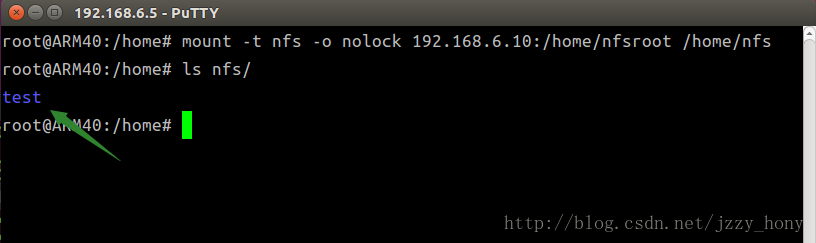 192.168.6.5 - PuTTY
root@ARM40:/home# mount -t nfs -o nolock 192.168.6.10:/home/nfsroot /home/nfs
root@ARM40:/home# ls nfs/
test
root@ARM40:/home#
http://blog.csdn.net/jzzy_hony